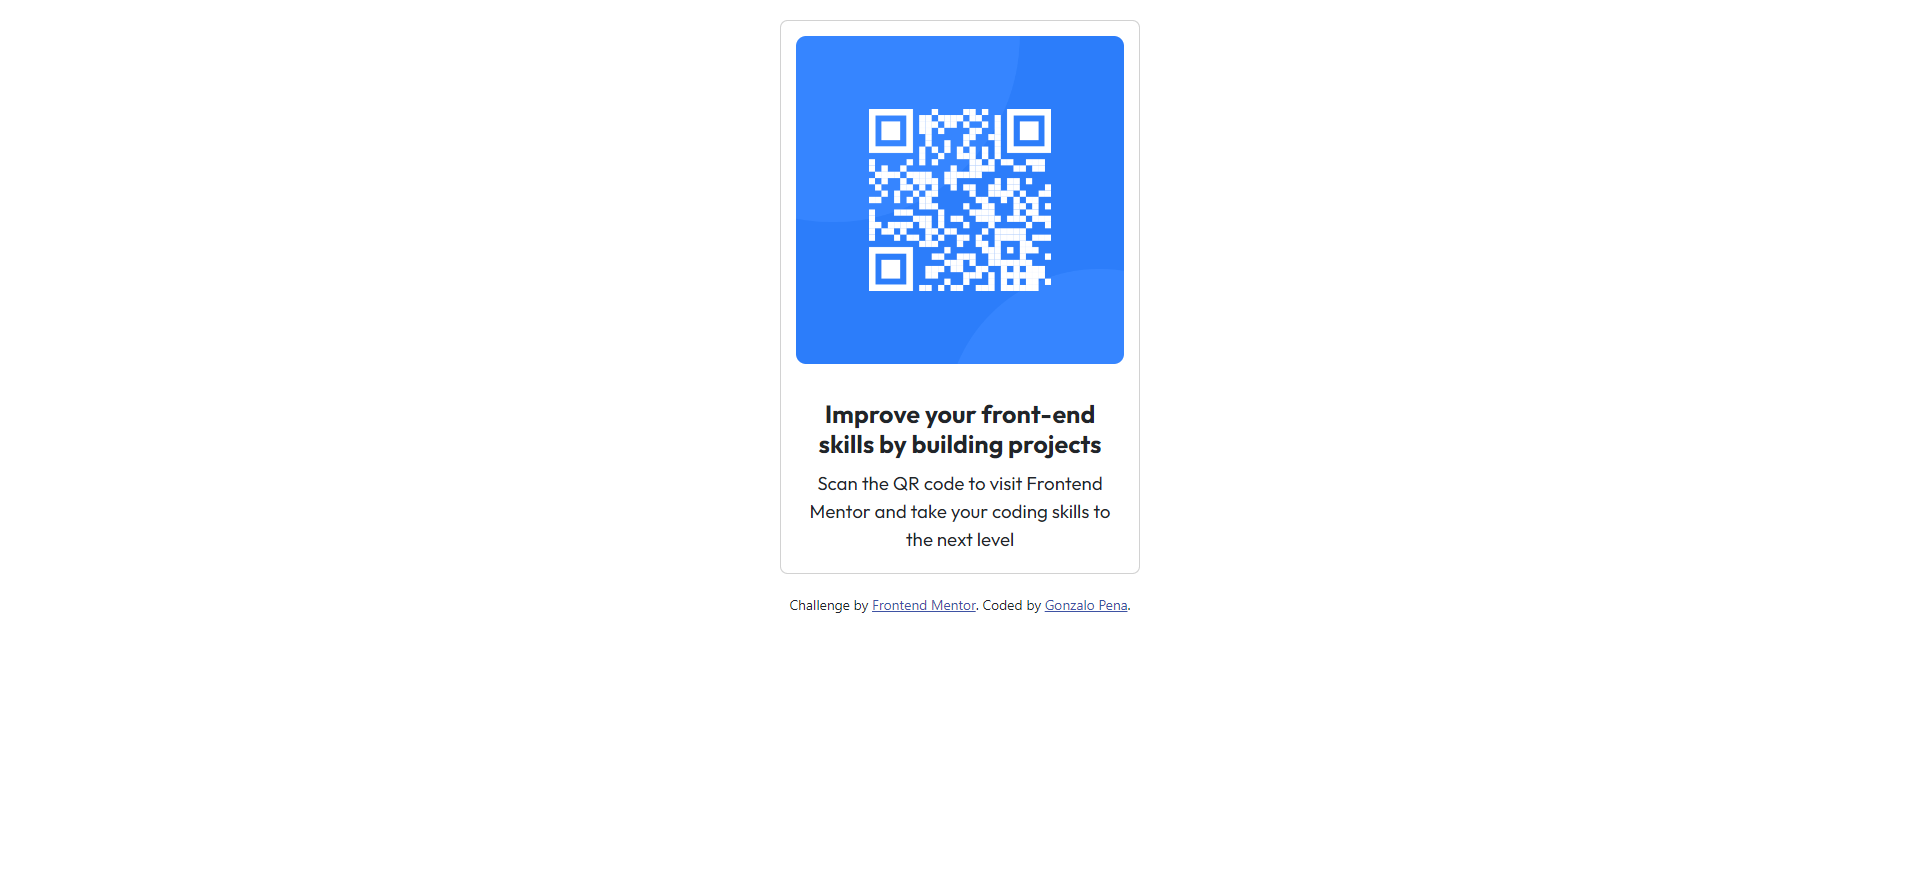 Improve your front-end
skills by building projects
Scan the QR code to visit Frontend
Mentor and take your coding skills to
the next level
Challenge by Frontend Mentor. Coded by Gonzalo Pena.